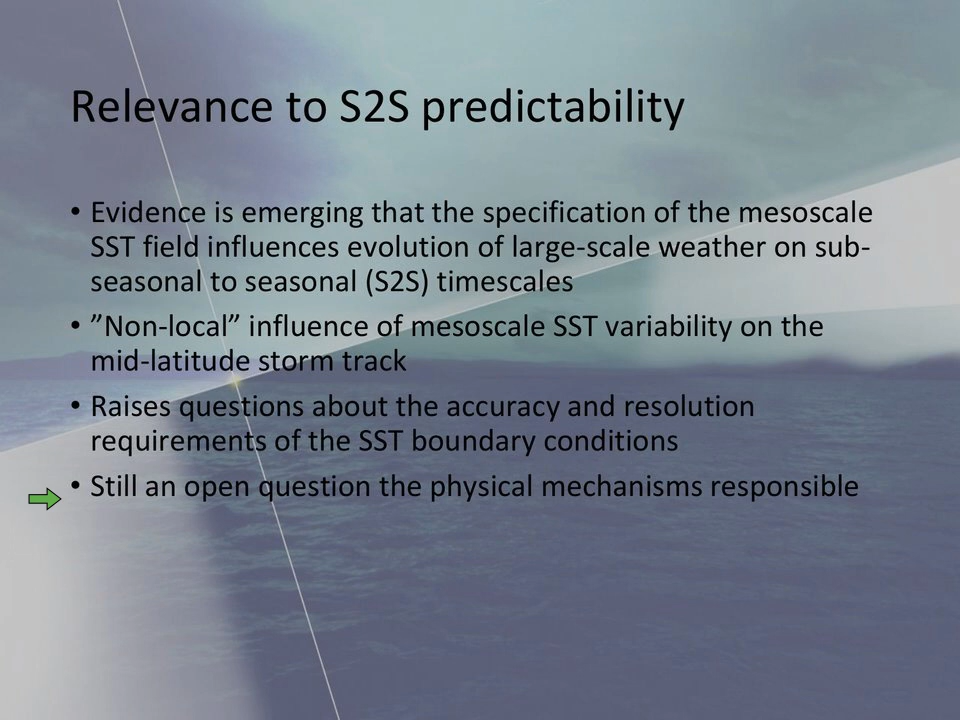 Relevance to S2S predictability
• Evidence is emerging that the specification of the mesoscale
SST field influences evolution of large-scale weather on sub-
seasonal to seasonal (S2S) timescales
• ”Non-local” influence of mesoscale SST variability on the
mid-latitude storm track
• Raises questions about the accuracy and resolution
requirements of the SST boundary conditions
• Still an open question the physical mechanisms responsible